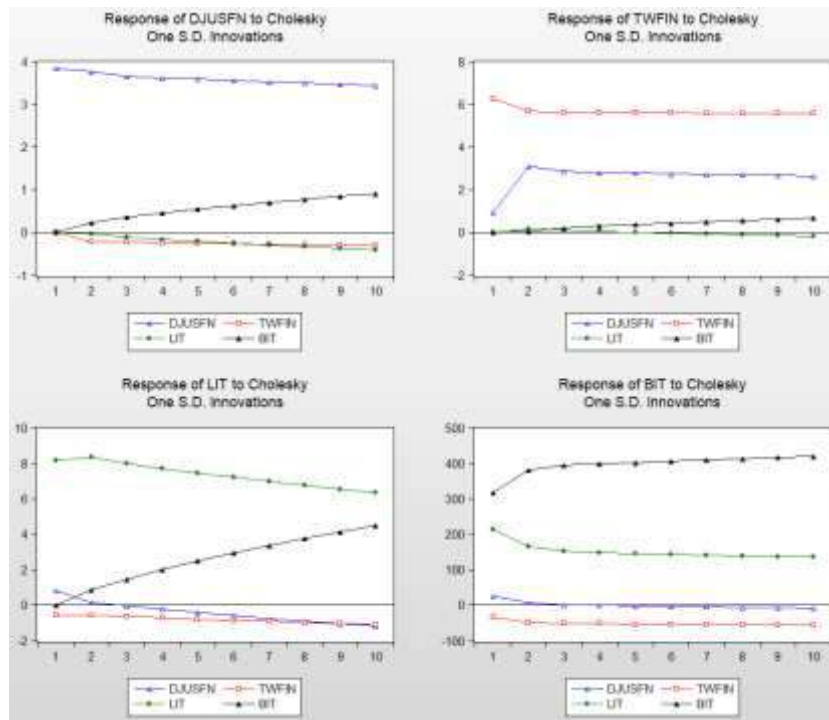 Response of DJUSFN to Cholesky
One S.D. Innovations
4
3
2
1
0
-1
1 2 3 4 5 6 7 8 9 10
DJUSFN TWFIN
LIT BIT
Response of TWFIN to Cholesky
One S.D. Innovations
8
6
4
2
0
-2
1 2 3 4 5 6 7 8 9 10
DJUSFN TWFIN
LIT BIT
Response of LIT to Cholesky
One S.D. Innovations
10
8
6
4
2
0
-2
1 2 3 4 5 6 7 8 9 10
DJUSFN TWFIN
LIT BIT
Response of BIT to Cholesky
One S.D. Innovations
500
400
300
200
100
0
-100
1 2 3 4 5 6 7 8 9 10
DJUSFN TWFIN
LIT BIT